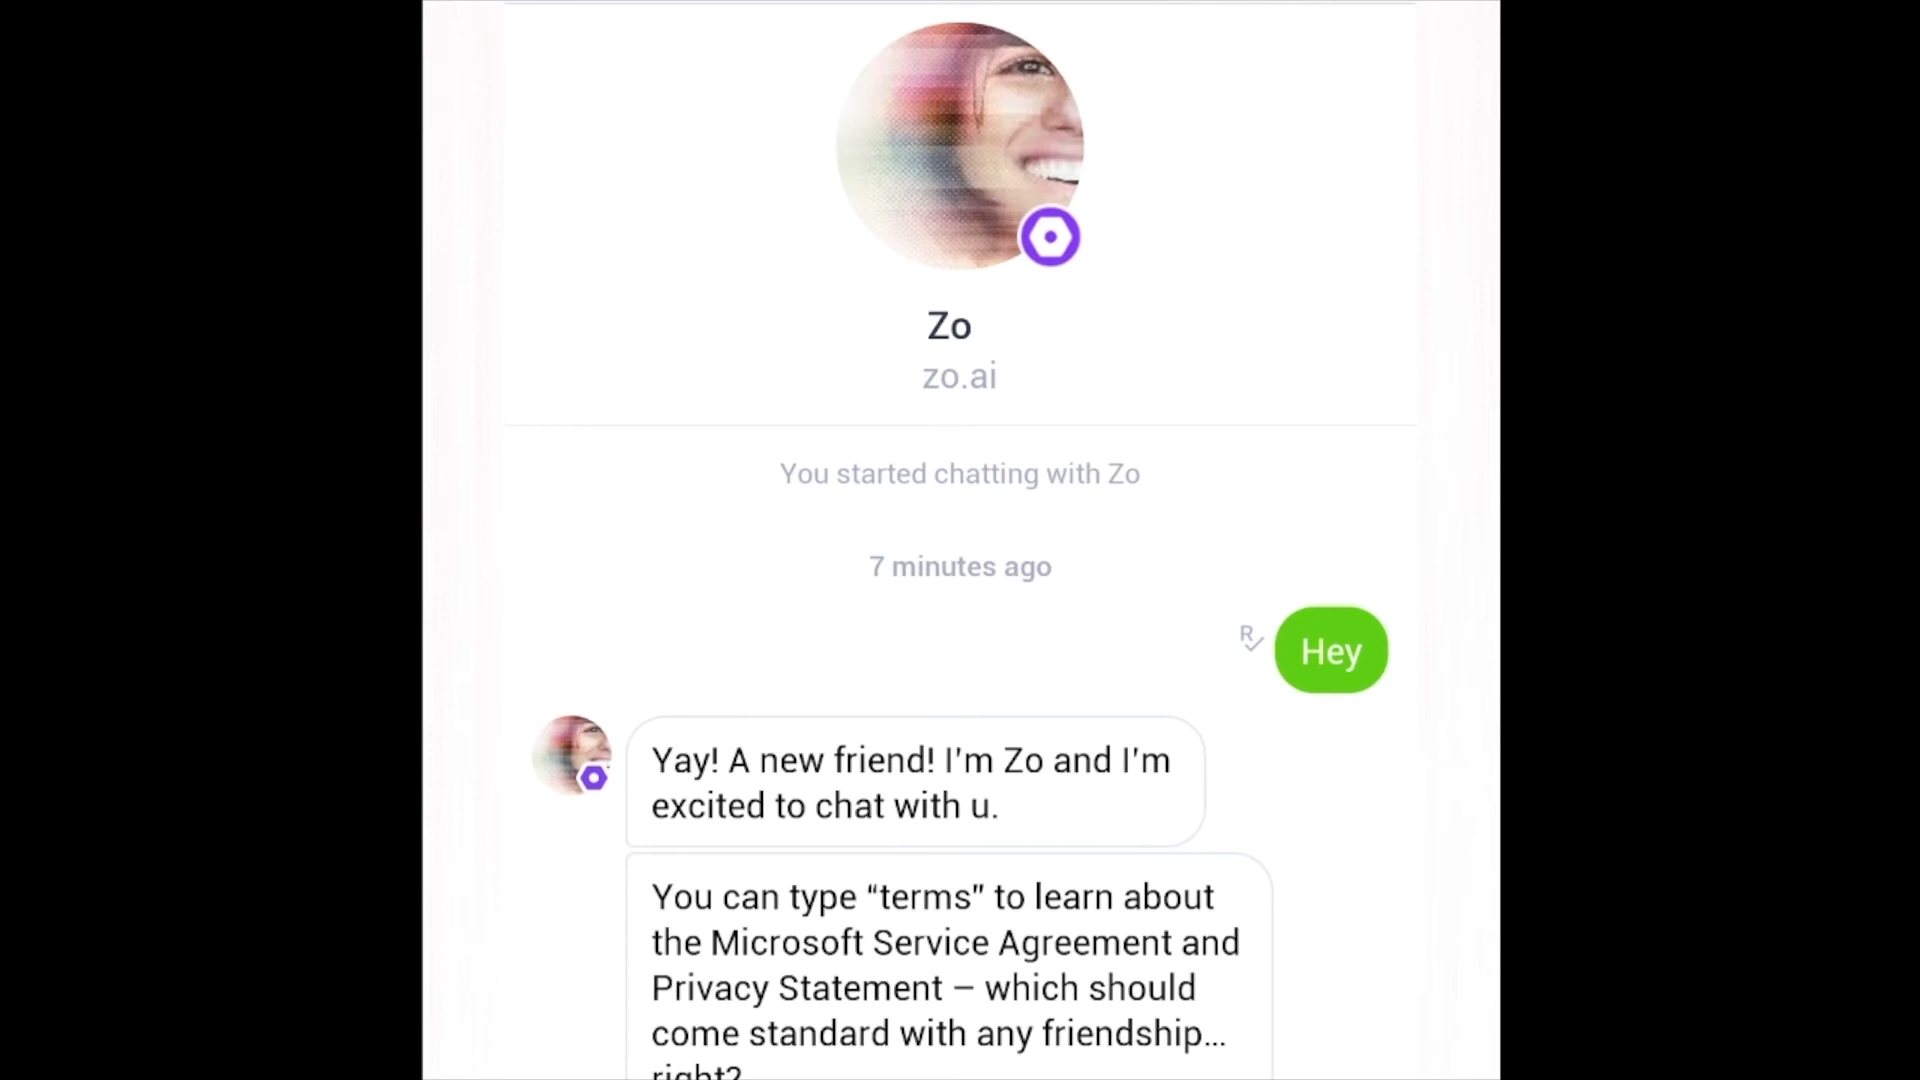 Zo
zo.ai
You started chatting with Zo
7 minutes ago
R
Hey
Yay! A new friend! I'm Zo and I'm
excited to chat with u.
You can type “terms” to learn about
the Microsoft Service Agreement and
Privacy Statement – which should
come standard with any friendship...
right?